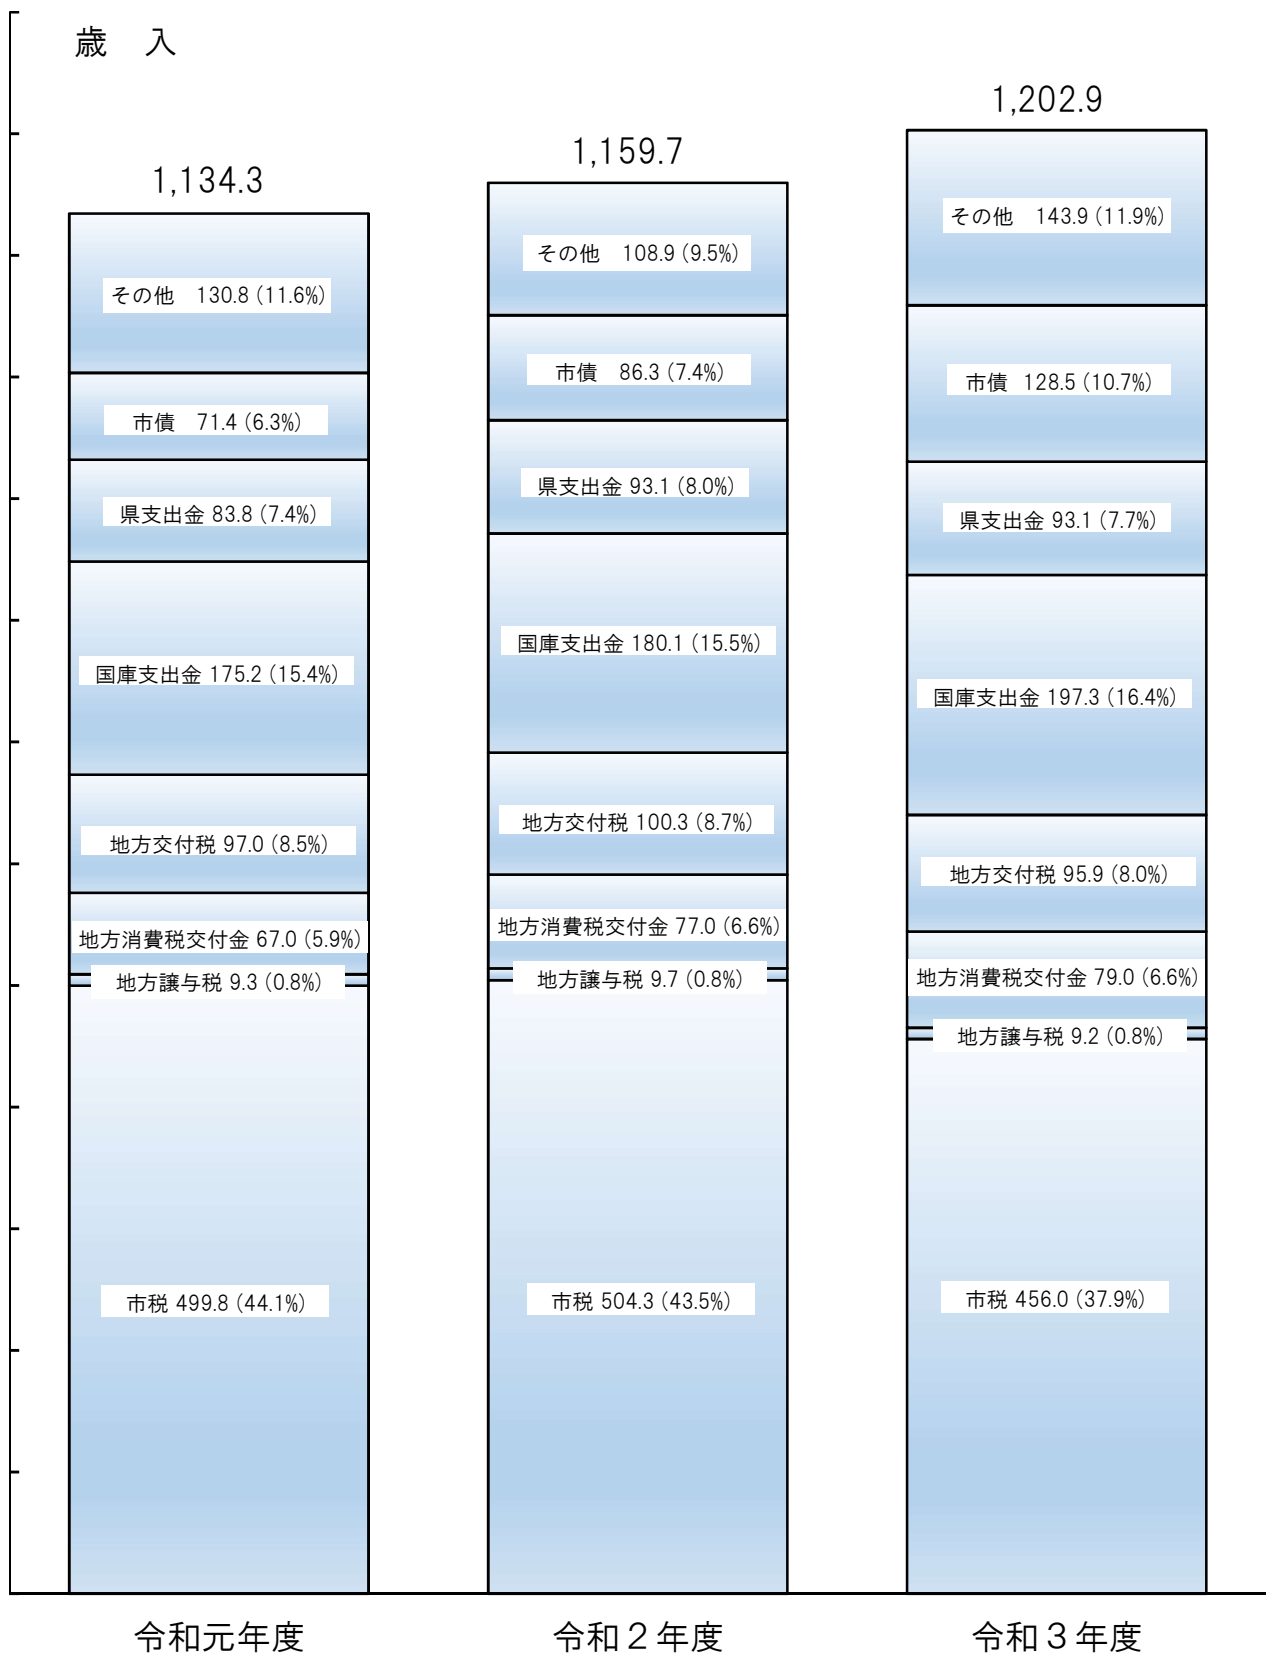 歳　入
1,134.3
その他　130.8 (11.6%)
市債　71.4 (6.3%)
県支出金 83.8 (7.4%)
国庫支出金 175.2 (15.4%)
地方交付税 97.0 (8.5%)
地方消費税交付金 67.0 (5.9%)
地方譲与税 9.3 (0.8%)
市税 499.8 (44.1%)
令和元年度
1,159.7
その他　108.9 (9.5%)
市債　86.3 (7.4%)
県支出金 93.1 (8.0%)
国庫支出金 180.1 (15.5%)
地方交付税 100.3 (8.7%)
地方消費税交付金 77.0 (6.6%)
地方譲与税 9.7 (0.8%)
市税 504.3 (43.5%)
令和２年度
1,202.9
その他　143.9 (11.9%)
市債　128.5 (10.7%)
県支出金 93.1 (7.7%)
国庫支出金 197.3 (16.4%)
地方交付税 95.9 (8.0%)
地方消費税交付金 79.0 (6.6%)
地方譲与税 9.2 (0.8%)
市税 456.0 (37.9%)
令和３年度